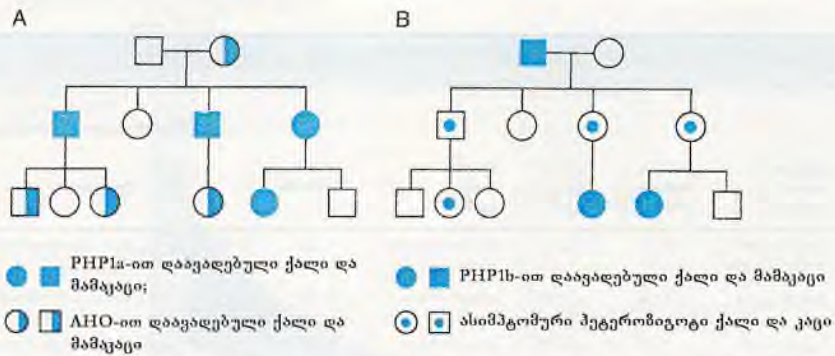 A
B
PHP1a-ით დაავადებული ქალი და
მამაკაცი;
AHO-ით დაავადებული ქალი და
მამაკაცი
PHP1b-ით დაავადებული ქალი და მამაკაცი
ასიმპტომური ჰეტეროზიგოტი ქალი და კაცი